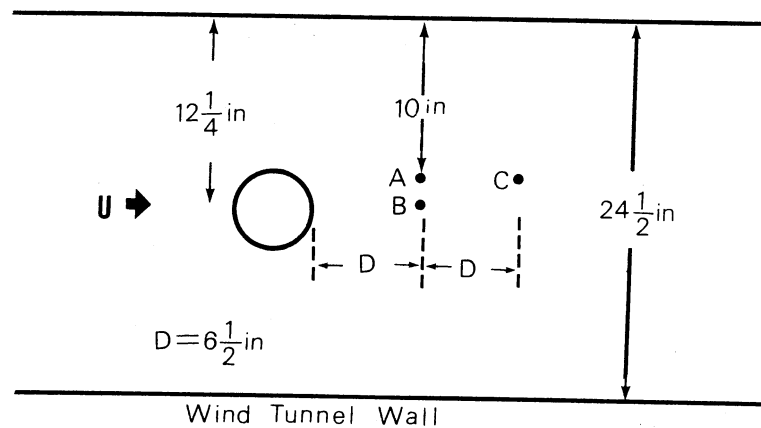 12 1/4 in
10 in
A
B
C
U
24 1/2 in
D
D
D=6 1/2 in
Wind Tunnel Wall